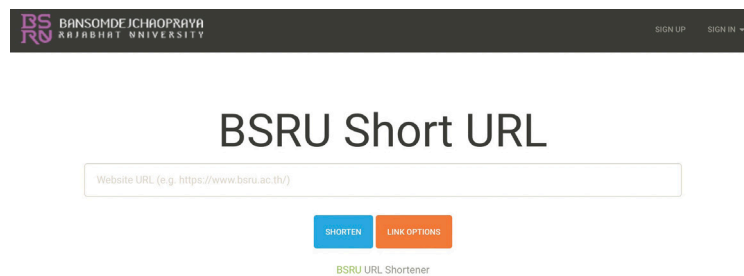 BS
RU
BANSOMDEJCHAOPRAYA
RAJABHAT UNIVERSITY
SIGN UP
SIGN IN
BSRU Short URL
Website URL (e.g. https://www.bsru.ac.th/)
SHORTEN
LINK OPTIONS
BSRU URL Shortener